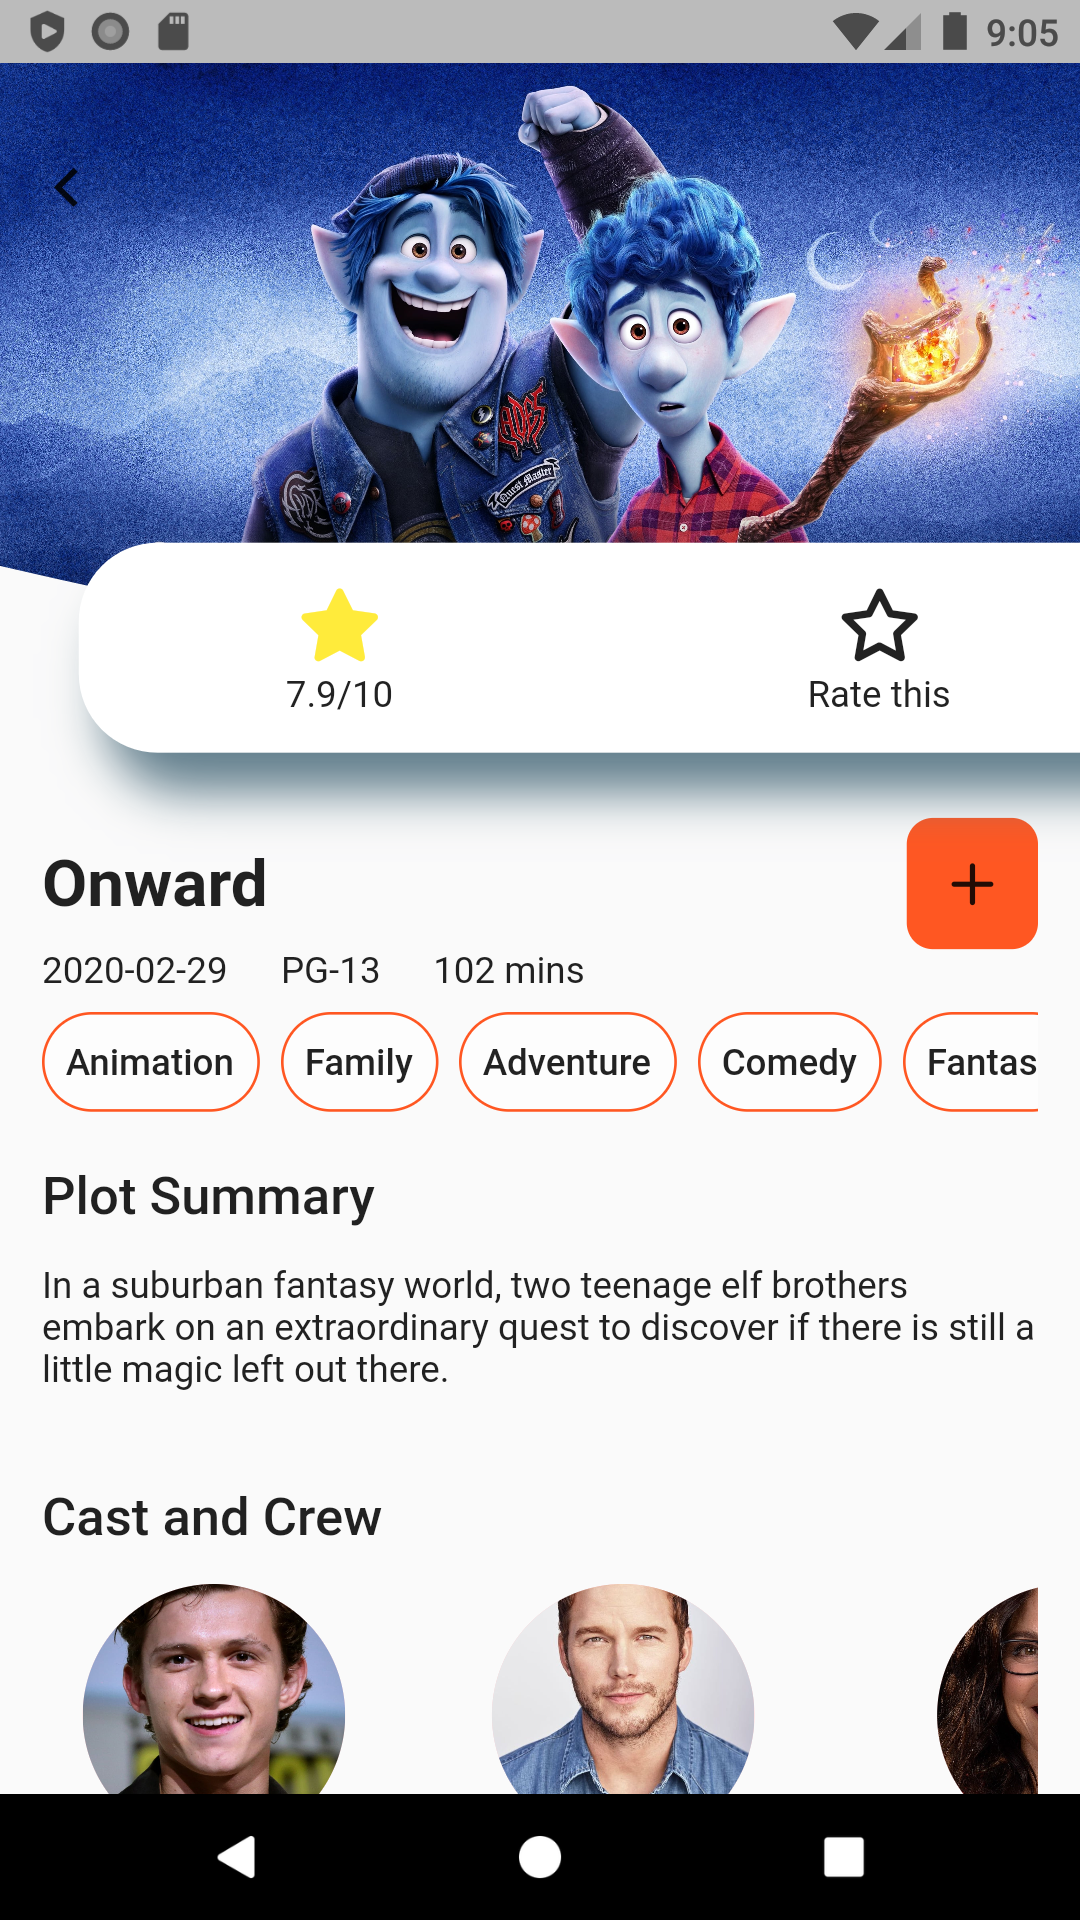 9:05
Quest Master
7.9/10
Rate this
Onward
2020-02-29 PG-13 102 mins
Animation Family Adventure Comedy Fantas
Plot Summary
In a suburban fantasy world, two teenage elf brothers
embark on an extraordinary quest to discover if there is still a
little magic left out there.
Cast and Crew